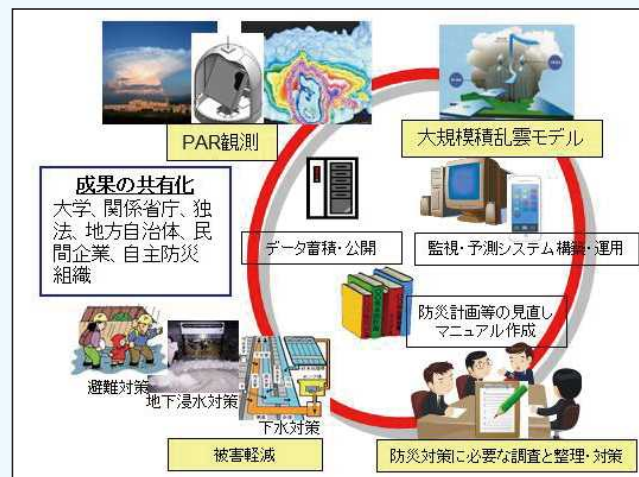 PAR観測
大規模積乱雲モデル
成果の共有化
大学、関係省庁、独
法、地方自治体、民
間企業、自主防災
組織
データ蓄積・公開
監視・予測システム構築・運用
防災計画等の見直し
マニュアル作成
避難対策
地下浸水対策
下水対策
被害軽減
防災対策に必要な調査と整理・対策